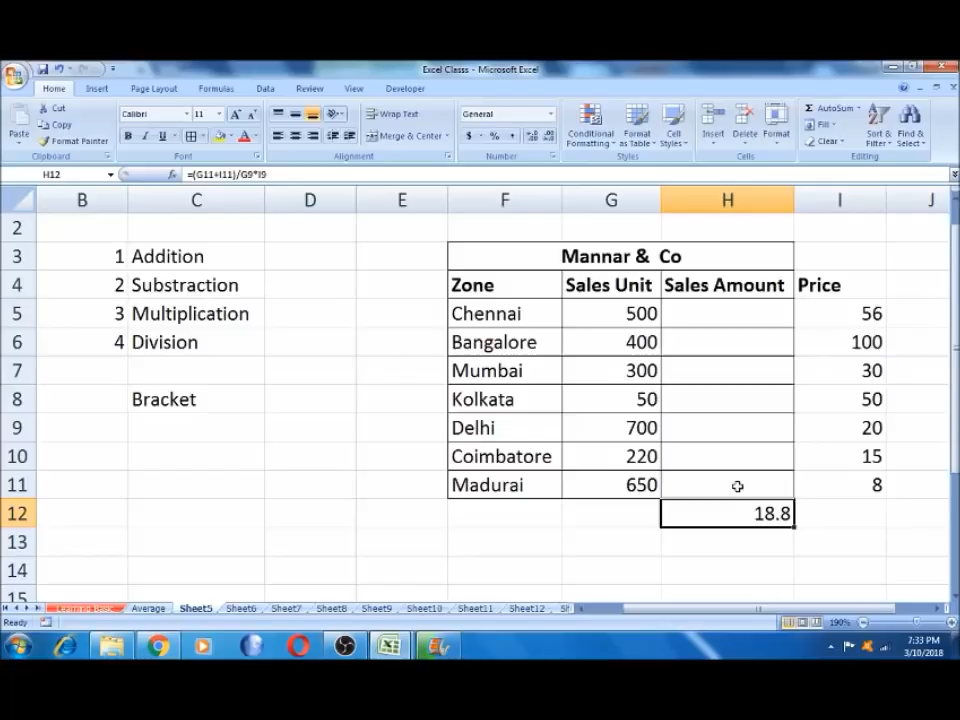 Excel Classs - Microsoft Excel
Home Insert Page Layout Formulas Data Review View Developer
Cut
Copy
Format Painter
Paste
Clipboard
Calibri 11
B I U
Font
Wrap Text
Merge & Center
Alignment
General
$ % ,
Number
Conditional Formatting
Format as Table
Cell Styles
Styles
Insert Delete Format
Cells
Σ AutoSum
Fill
Clear
Sort & Filter
Find & Select
Editing
H12 fx =(G11+I11)/G9*I9
B C D E F G H I J
2
3 1 Addition Mannar & Co
4 2 Substraction Zone Sales Unit Sales Amount Price
5 3 Multiplication Chennai 500 56
6 4 Division Bangalore 400 100
7 Mumbai 300 30
8 Bracket Kolkata 50 50
9 Delhi 700 20
10 Coimbatore 220 15
11 Madurai 650 8
12 18.8
13
14
15
Learning Basic Average Sheet5 Sheet6 Sheet7 Sheet8 Sheet9 Sheet10 Sheet11 Sheet12
Ready 190%
7:33 PM
3/10/2018